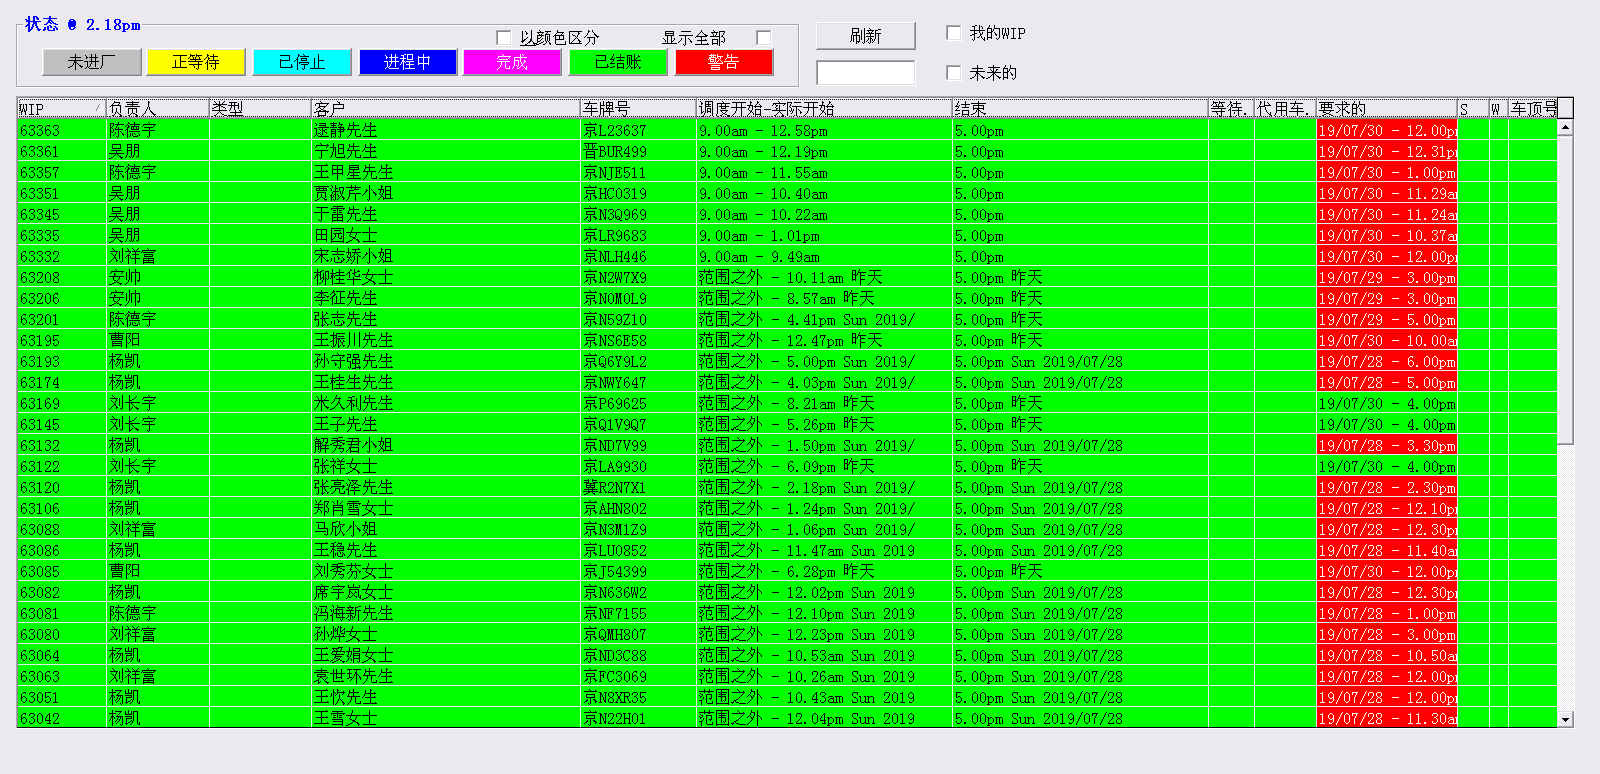 状态 @ 2.18pm
以颜色区分 显示全部
未进厂 正等待 已停止 进程中 完成 已结账 警告
刷新
我的WIP
未来的
WIP / 负责人 类型 客户 车牌号 调度开始-实际开始 结束 等待. 代用车. 要求的 S W 车顶号
63363 陈德宇 逯静先生 京L23637 9.00am - 12.58pm 5.00pm 19/07/30 - 12.00p
63361 吴朋 宁旭先生 晋BUR499 9.00am - 12.19pm 5.00pm 19/07/30 - 12.31p
63357 陈德宇 王甲星先生 京NJE511 9.00am - 11.55am 5.00pm 19/07/30 - 1.00pm
63351 吴朋 贾淑芹小姐 京HC0319 9.00am - 10.40am 5.00pm 19/07/30 - 11.29a
63345 吴朋 于雷先生 京N3Q969 9.00am - 10.22am 5.00pm 19/07/30 - 11.24a
63335 吴朋 田园女士 京LR9683 9.00am - 1.01pm 5.00pm 19/07/30 - 10.37a
63332 刘祥富 宋志娇小姐 京NLH446 9.00am - 9.49am 5.00pm 19/07/30 - 12.00p
63208 安帅 柳桂华女士 京N2W7X9 范围之外 - 10.11am 昨天 5.00pm 昨天 19/07/29 - 3.00pm
63206 安帅 李征先生 京N0M0L9 范围之外 - 8.57am 昨天 5.00pm 昨天 19/07/29 - 3.00pm
63201 陈德宇 张志先生 京N59Z10 范围之外 - 4.41pm Sun 2019/ 5.00pm 昨天 19/07/29 - 5.00pm
63195 曹阳 王振川先生 京NS6E58 范围之外 - 12.47pm 昨天 5.00pm 昨天 19/07/30 - 10.00a
63193 杨凯 孙守强先生 京Q6Y9L2 范围之外 - 5.00pm Sun 2019/ 5.00pm Sun 2019/07/28 19/07/28 - 6.00pm
63174 杨凯 王桂生先生 京NWY647 范围之外 - 4.03pm Sun 2019/ 5.00pm Sun 2019/07/28 19/07/28 - 5.00pm
63169 刘长宇 米久利先生 京P69625 范围之外 - 8.21am 昨天 5.00pm 昨天 19/07/30 - 4.00pm
63145 刘长宇 王子先生 京Q1V9Q7 范围之外 - 5.26pm 昨天 5.00pm 昨天 19/07/30 - 4.00pm
63132 杨凯 解秀君小姐 京ND7V99 范围之外 - 1.50pm Sun 2019/ 5.00pm Sun 2019/07/28 19/07/28 - 3.30pm
63122 刘长宇 张祥女士 京LA9930 范围之外 - 6.09pm 昨天 5.00pm 昨天 19/07/30 - 4.00pm
63120 杨凯 张亮泽先生 冀R2N7X1 范围之外 - 2.18pm Sun 2019/ 5.00pm Sun 2019/07/28 19/07/28 - 2.30pm
63106 杨凯 郑肖雪女士 京AHN802 范围之外 - 1.24pm Sun 2019/ 5.00pm Sun 2019/07/28 19/07/28 - 12.10p
63088 刘祥富 马欣小姐 京N3M1Z9 范围之外 - 1.06pm Sun 2019/ 5.00pm Sun 2019/07/28 19/07/28 - 12.30p
63086 杨凯 王稳先生 京LU0852 范围之外 - 11.47am Sun 2019 5.00pm Sun 2019/07/28 19/07/28 - 11.40a
63085 曹阳 刘秀芬女士 京J54399 范围之外 - 6.28pm 昨天 5.00pm 昨天 19/07/30 - 12.00p
63082 杨凯 席宇岚女士 京N636W2 范围之外 - 12.02pm Sun 2019 5.00pm Sun 2019/07/28 19/07/28 - 12.30p
63081 陈德宇 冯海新先生 京NF7155 范围之外 - 12.10pm Sun 2019 5.00pm Sun 2019/07/28 19/07/28 - 1.00pm
63080 刘祥富 孙烨女士 京QMH807 范围之外 - 12.23pm Sun 2019 5.00pm Sun 2019/07/28 19/07/28 - 3.00pm
63064 杨凯 王爱娟女士 京ND3C88 范围之外 - 10.53am Sun 2019 5.00pm Sun 2019/07/28 19/07/28 - 10.50a
63063 刘祥富 袁世环先生 京FC3069 范围之外 - 10.26am Sun 2019 5.00pm Sun 2019/07/28 19/07/28 - 12.00p
63051 杨凯 王忺先生 京N8XR35 范围之外 - 10.43am Sun 2019 5.00pm Sun 2019/07/28 19/07/28 - 12.00p
63042 杨凯 王雪女士 京N22H01 范围之外 - 12.04pm Sun 2019 5.00pm Sun 2019/07/28 19/07/28 - 11.30a